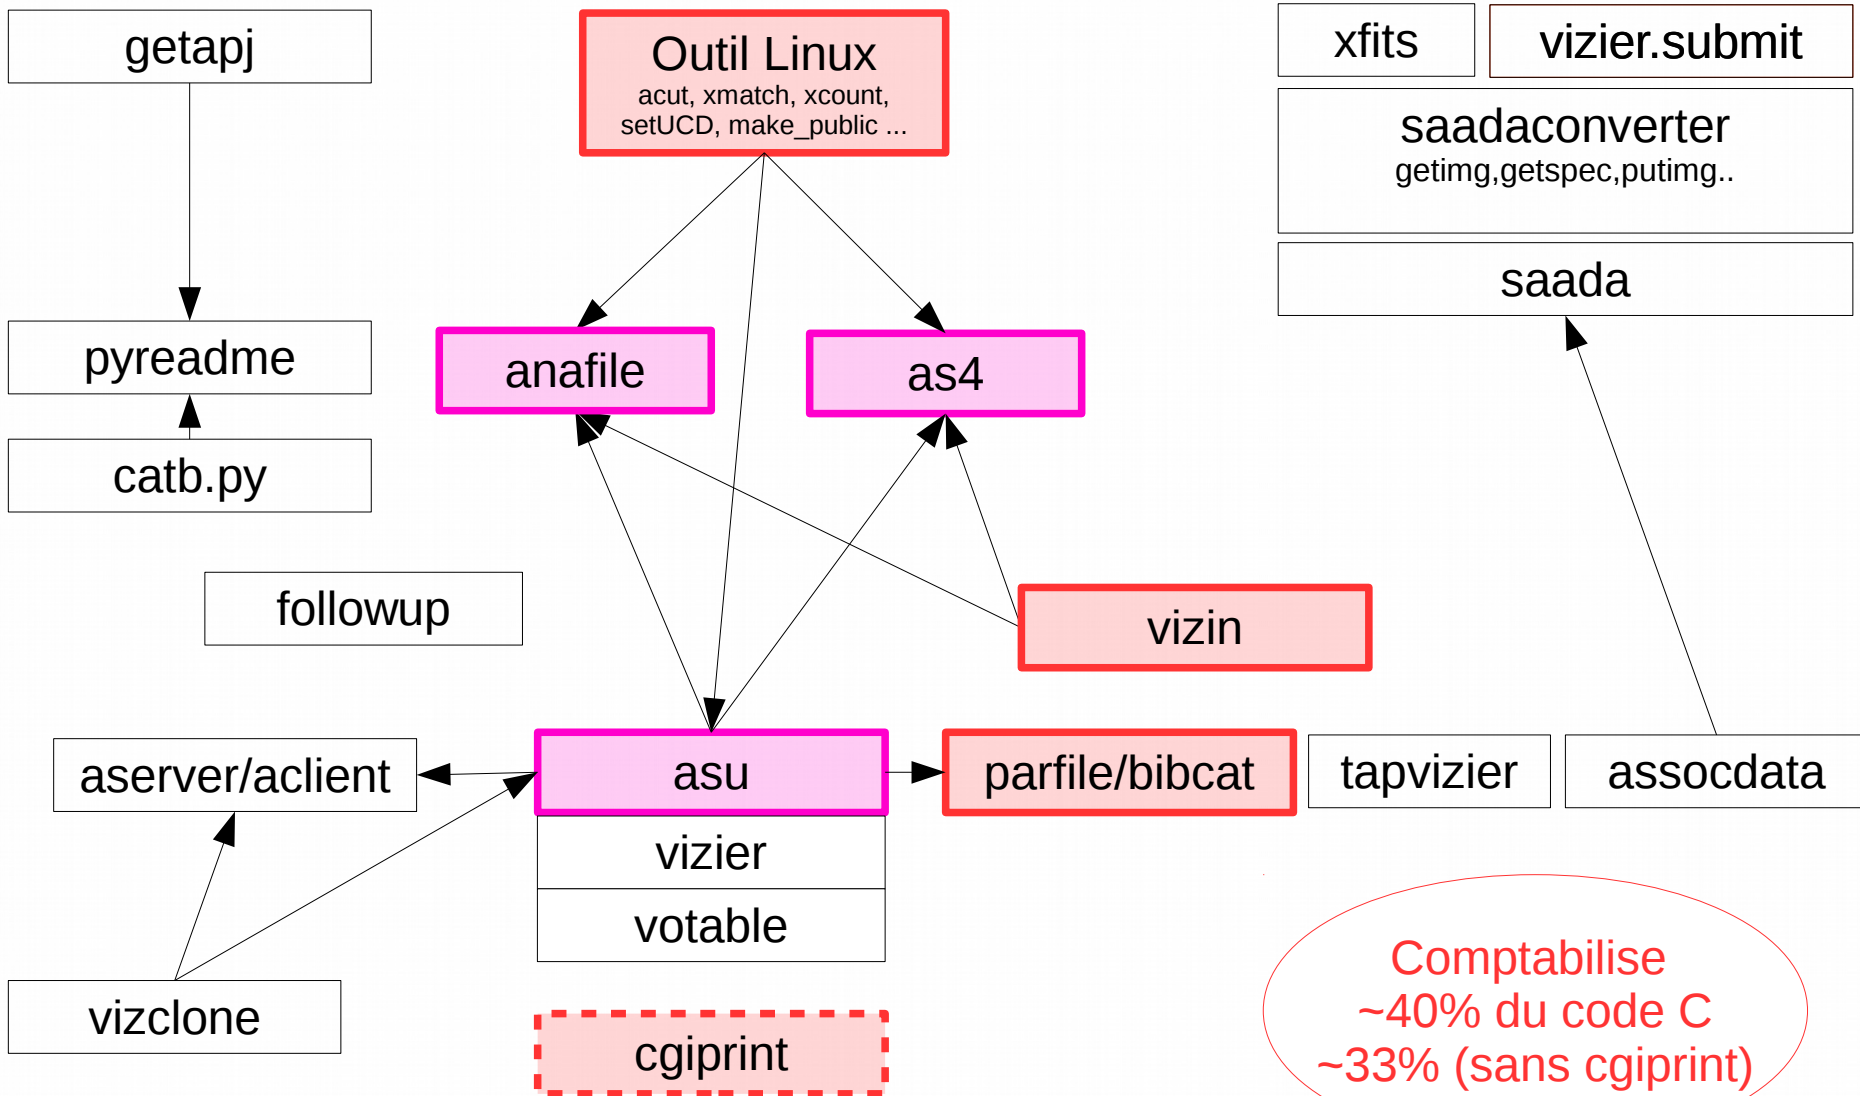 getapj
Outil Linux
acut, xmatch, xcount,
setUCD, make_public ...
xfits
vizier.submit
saadaconverter
getimg,getspec,putimg..
saada
pyreadme
anafile
as4
catb.py
followup
vizin
aserver/aclient
asu
parfile/bibcat
tapvizier
assocdata
vizier
votable
vizclone
cgiprint
Comptabilise
~40% du code C
~33% (sans cgiprint)